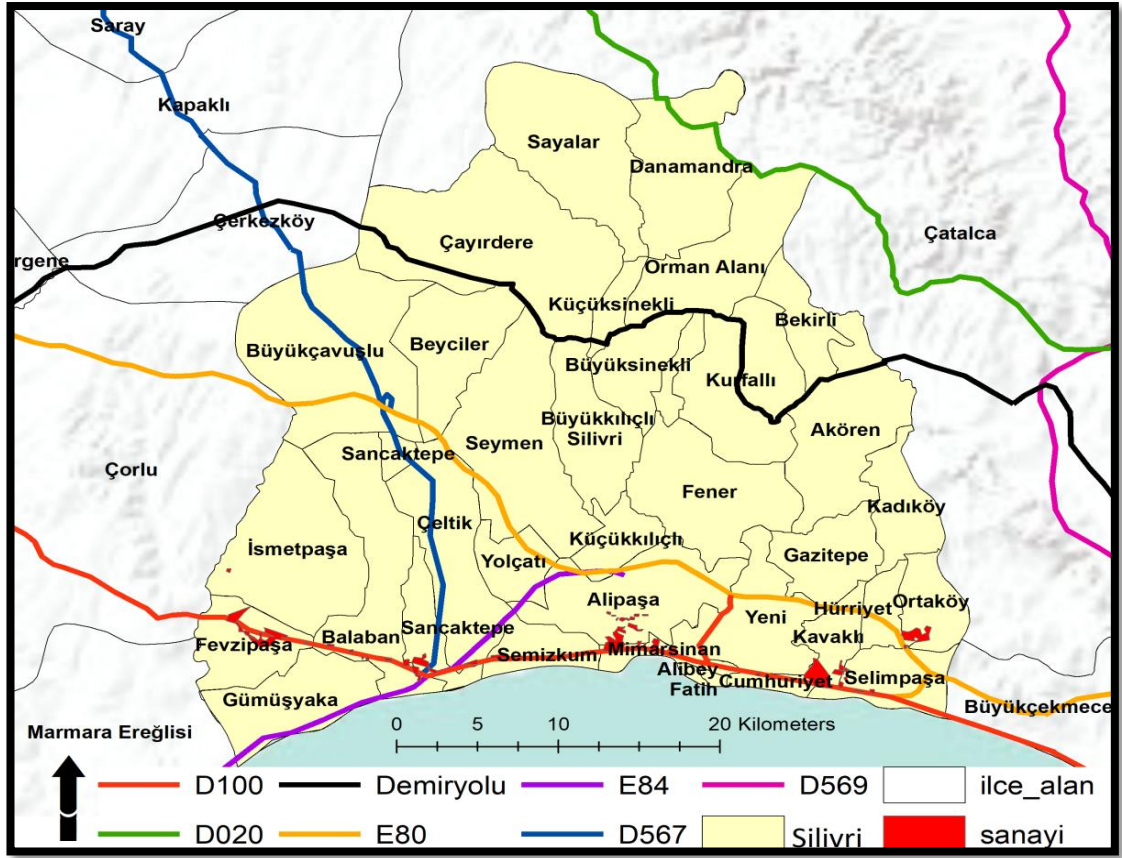 Saray
Kapaklı
Sayalar
Danamandra
Çerkezköy
Çayırdere
Çatalca
rgene
Orman Alanı
Küçüksinekli
Bekirli
Büyükçavuşlu
Beyciler
Büyüksinekli
Kurfallı
Büyükkılıçlı
Silivri
Akören
Seymen
Sancaktepe
Çorlu
Fener
Kadıköy
Çeltik
İsmetpaşa
Küçükkılıçlı
Gazitepe
Yolçatı
Alipaşa
Yeni
Hürriyet
Ortaköy
Sancaktepe
Balaban
Fevzipaşa
Kavaklı
Semizkum
Mimarsinan
Alibey
Fatih
Cumhuriyet
Selimpaşa
Gümüşyaka
Büyükçekmece
Marmara Ereğlisi
0 5 10 20 Kilometers
D100 Demiryolu E84 D569 ilce_alan
D020 E80 D567 Silivri sanayi